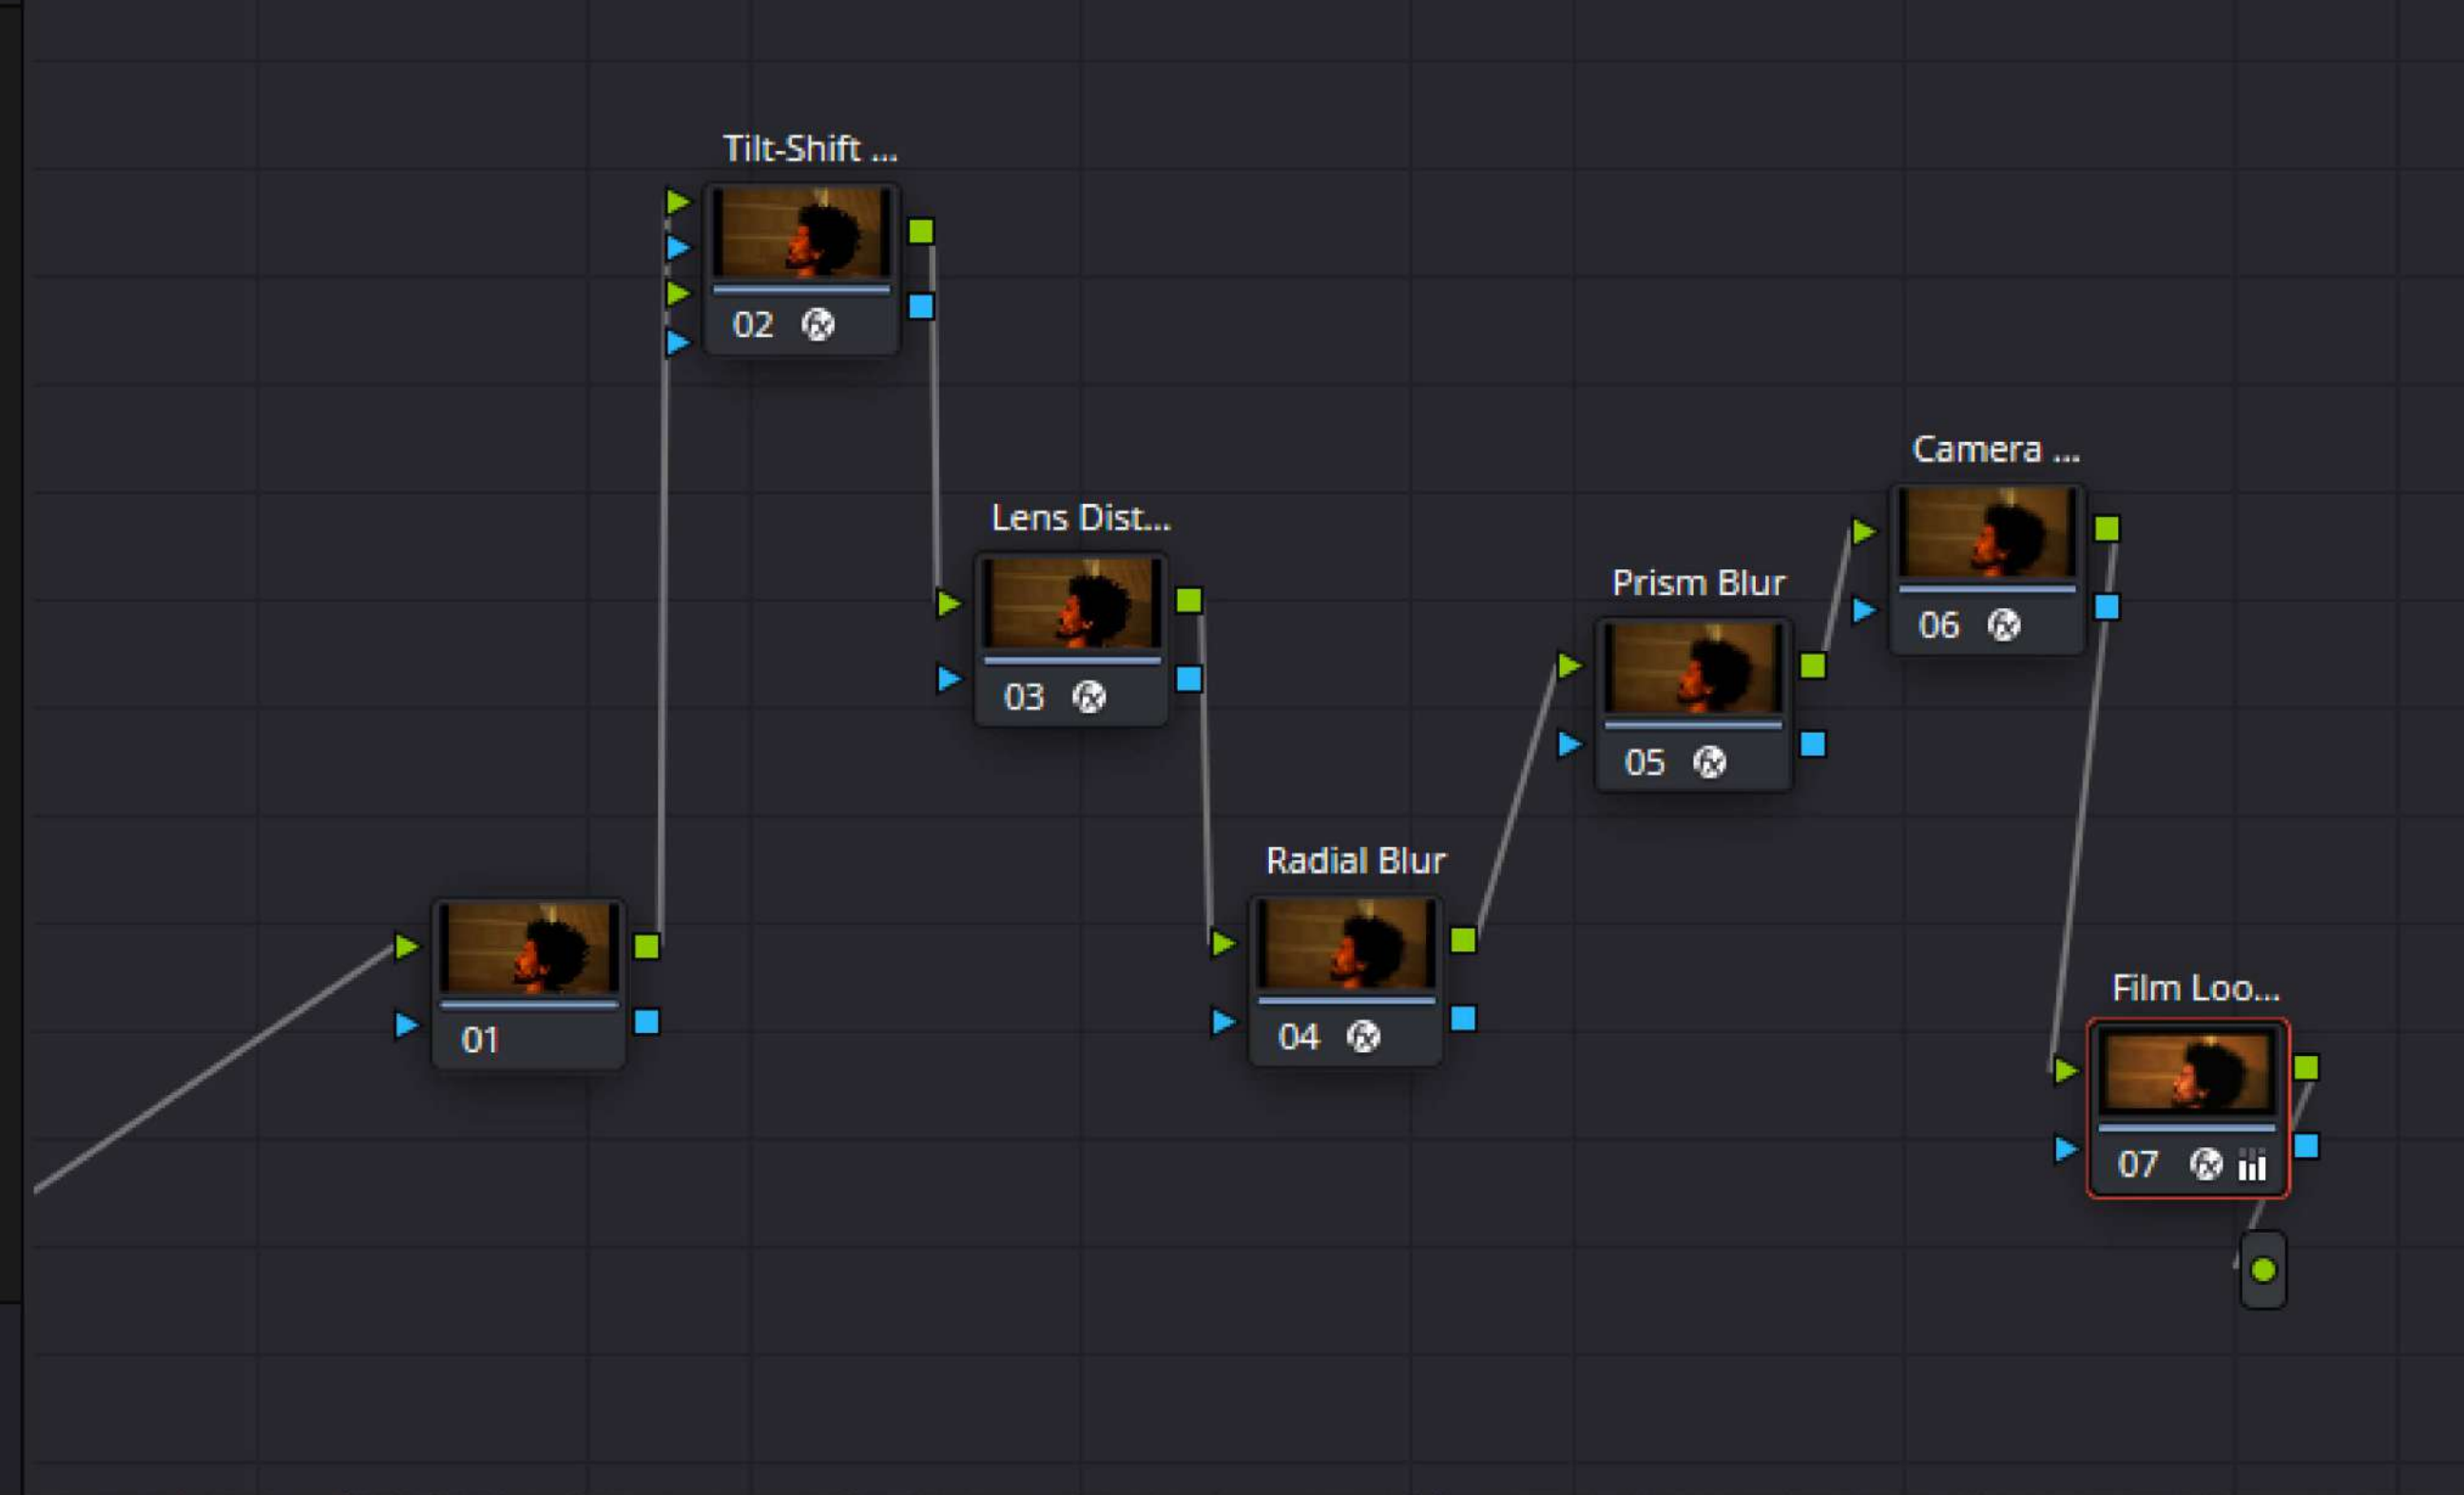 Tilt-Shift ...
02
Lens Dist...
03
Camera ...
06
Prism Blur
05
Radial Blur
04
01
Film Loo...
07